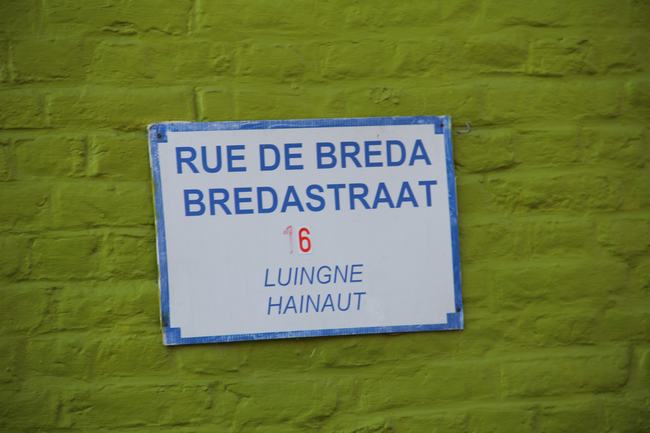 RUE DE BREDA
BREDASTRAAT
16
LUINGNE
HAINAUT